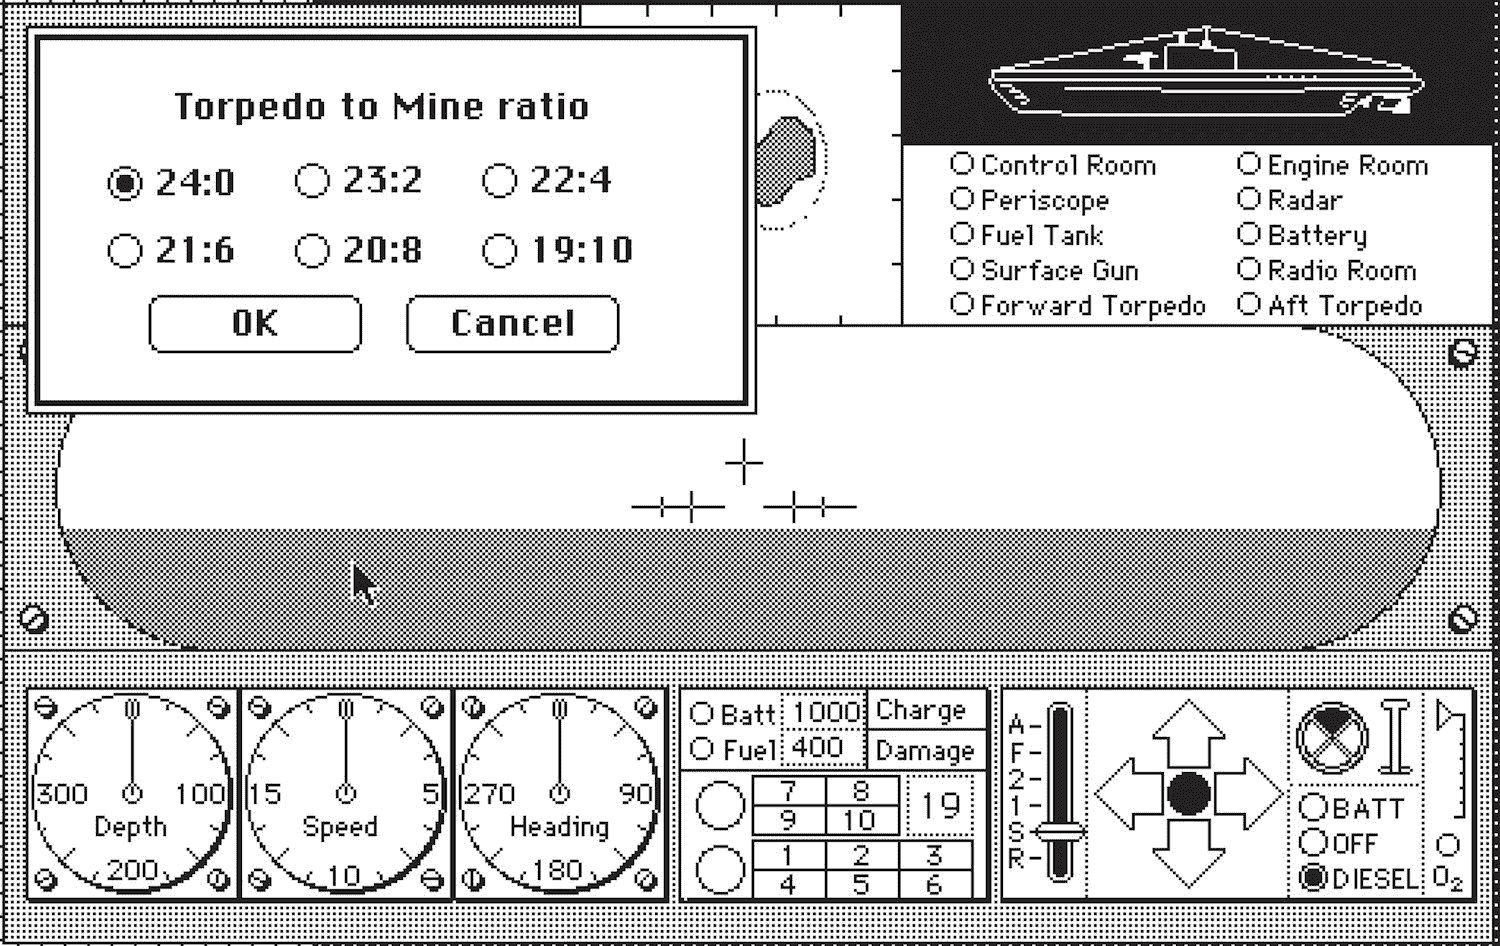 Torpedo to Mine ratio
24:0 23:2 22:4
21:6 20:8 19:10
OK Cancel
Control Room Engine Room
Periscope Radar
Fuel Tank Battery
Surface Gun Radio Room
Forward Torpedo Aft Torpedo
0
300 100
Depth
200
0
15 5
Speed
10
0
270 90
Heading
180
Batt 1000 Charge
Fuel 400 Damage
7 8
9 10
19
1 2 3
4 5 6
A
F
2
1
S
R
BATT
OFF
DIESEL
O₂